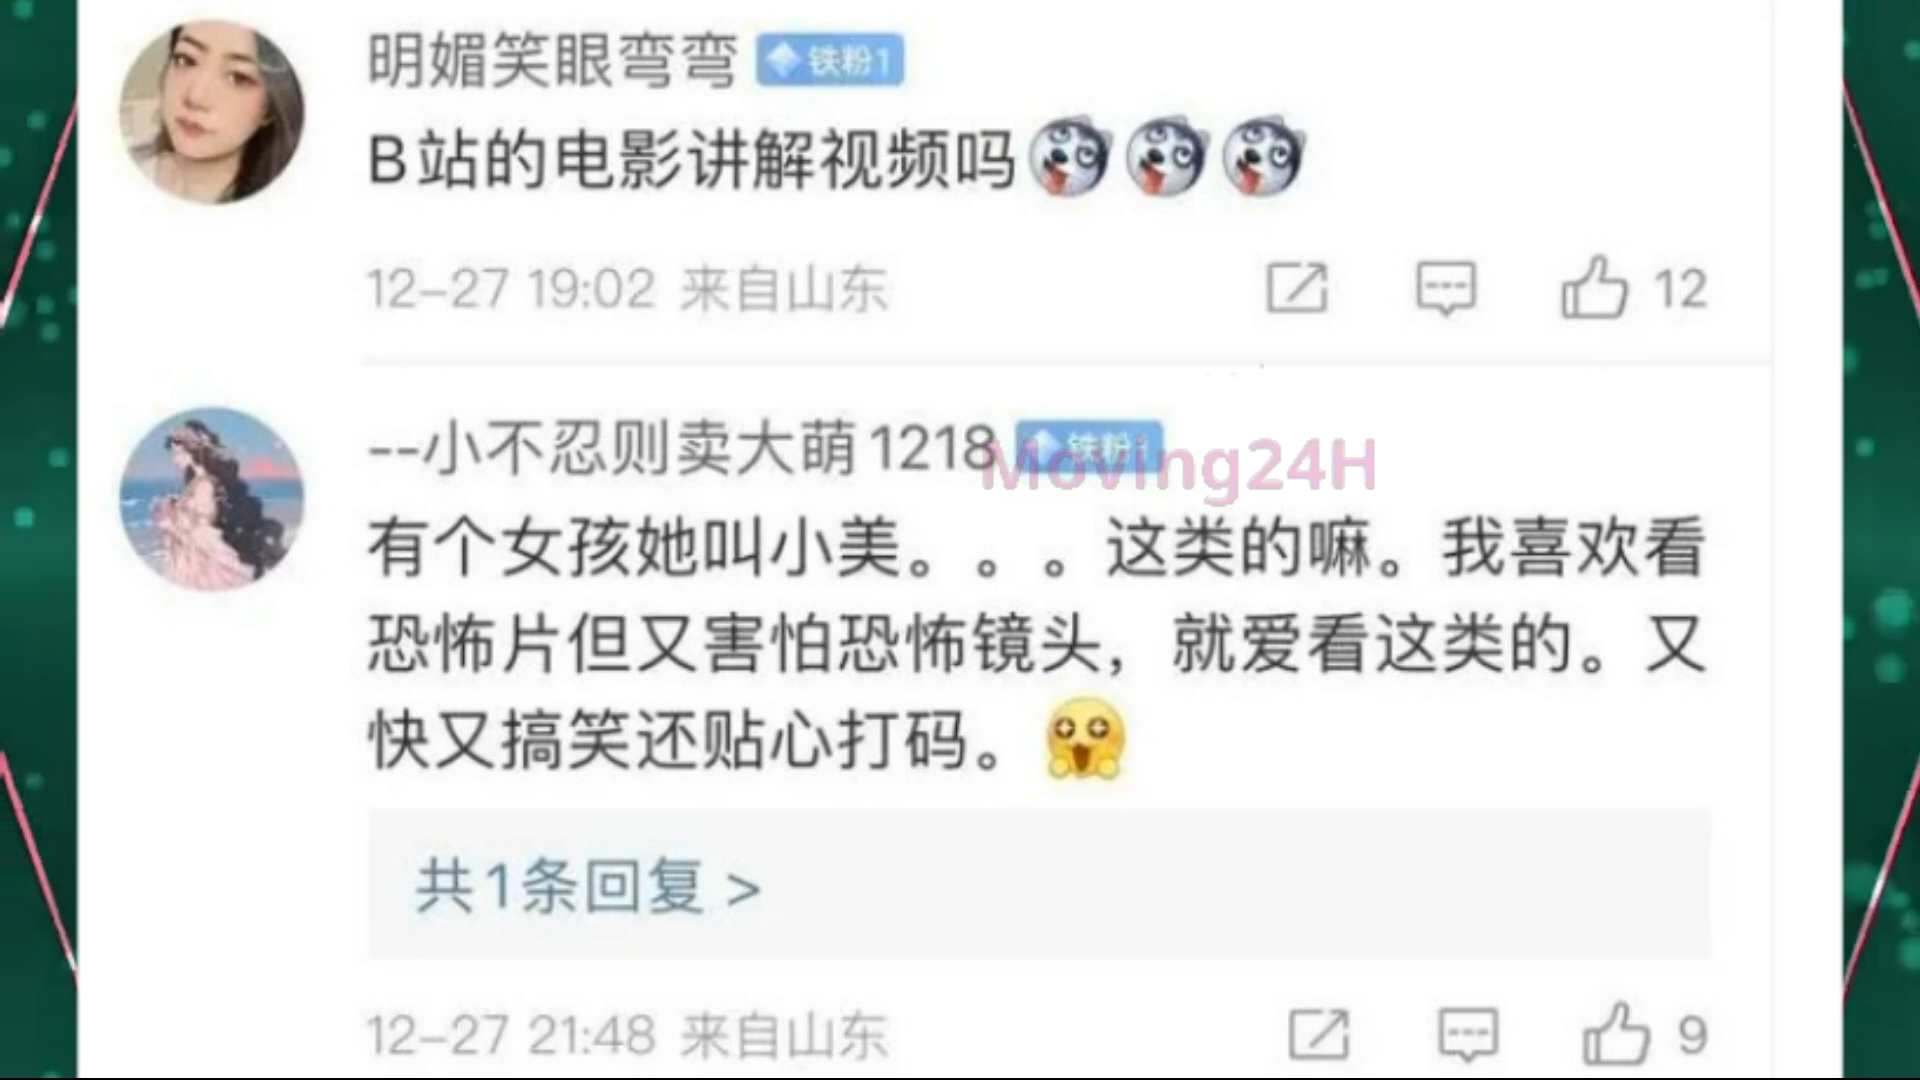 明媚笑眼弯弯 铁粉1
B站的电影讲解视频吗
12-27 19:02 来自山东 12
--小不忍则卖大萌1218 铁粉1
Moving24H
有个女孩她叫小美。。。这类的嘛。我喜欢看
恐怖片但又害怕恐怖镜头，就爱看这类的。又
快又搞笑还贴心打码。
共1条回复 >
12-27 21:48 来自山东 9